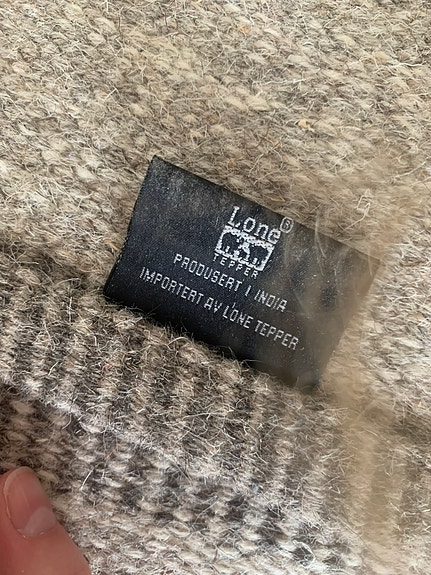 Lone®
TEPPER
PRODUSERT I INDIA
IMPORTERT AV LONE TEPPER